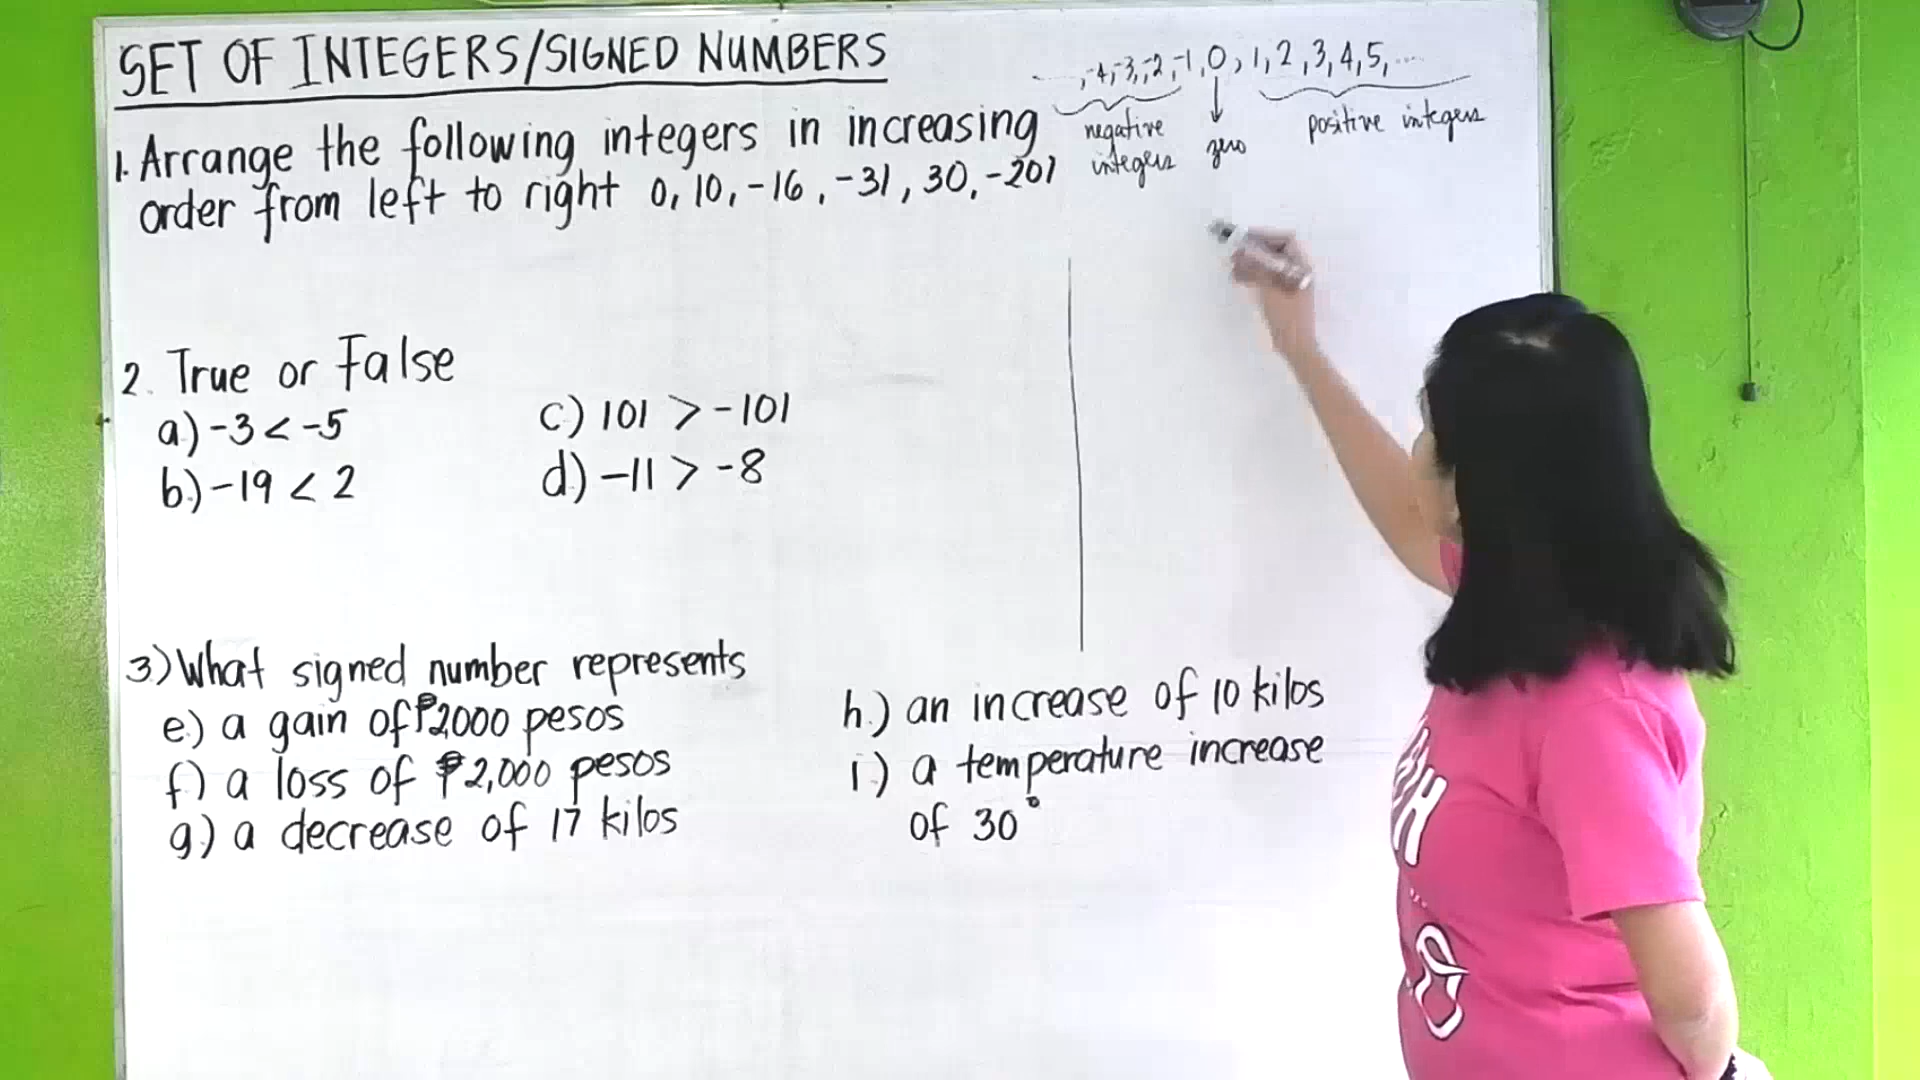 SET OF INTEGERS/SIGNED NUMBERS
1. Arrange the following integers in increasing
order from left to right 0, 10, -16, -31, 30, -201
....., -4, -3, -2, -1, 0, 1, 2, 3, 4, 5, ....
negative
integers
zero
positive integers
2. True or False
a.) -3 < -5
b.) -19 < 2
c.) 101 > -101
d.) -11 > -8
3.) What signed number represents
e.) a gain of ₱2000 pesos
f.) a loss of ₱2,000 pesos
g.) a decrease of 17 kilos
h.) an increase of 10 kilos
i.) a temperature increase
of 30°